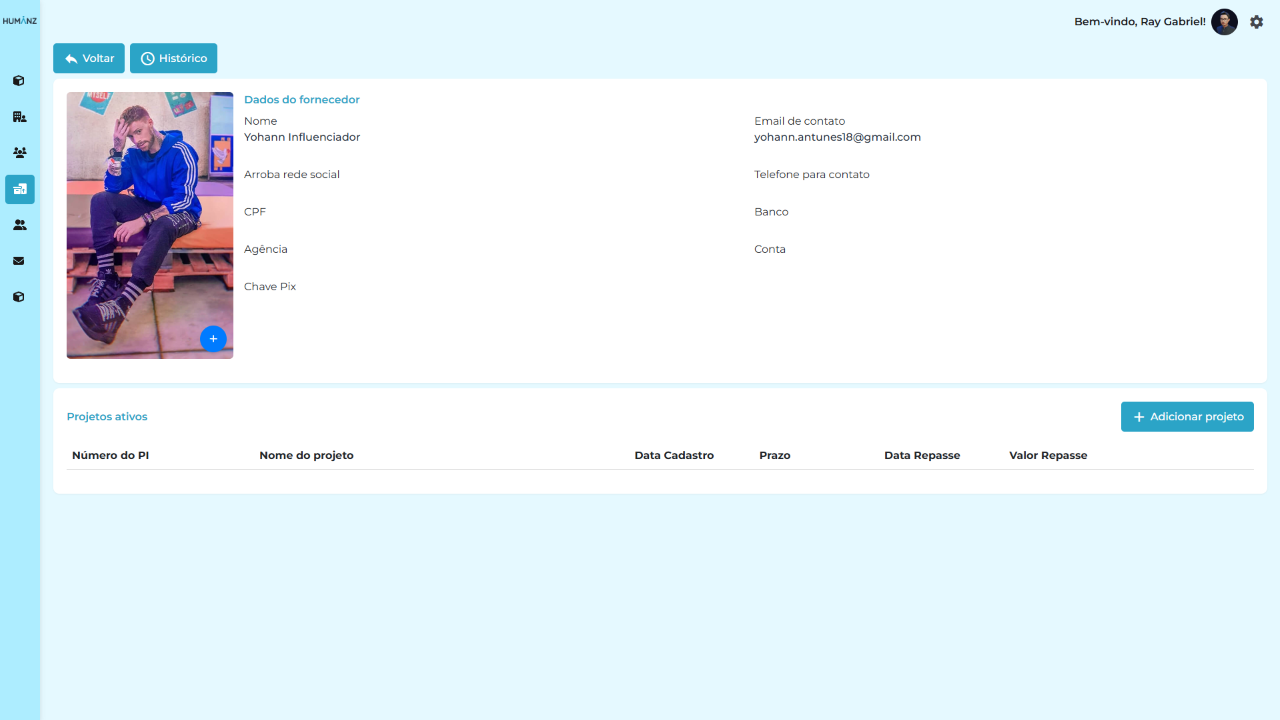 HUMANZ
Bem-vindo, Ray Gabriel!
Voltar
Histórico
Dados do fornecedor
Nome
Yohann Influenciador
Email de contato
yohann.antunes18@gmail.com
Arroba rede social
Telefone para contato
CPF
Banco
Agência
Conta
Chave Pix
+
Projetos ativos
+ Adicionar projeto
Número do PI
Nome do projeto
Data Cadastro
Prazo
Data Repasse
Valor Repasse